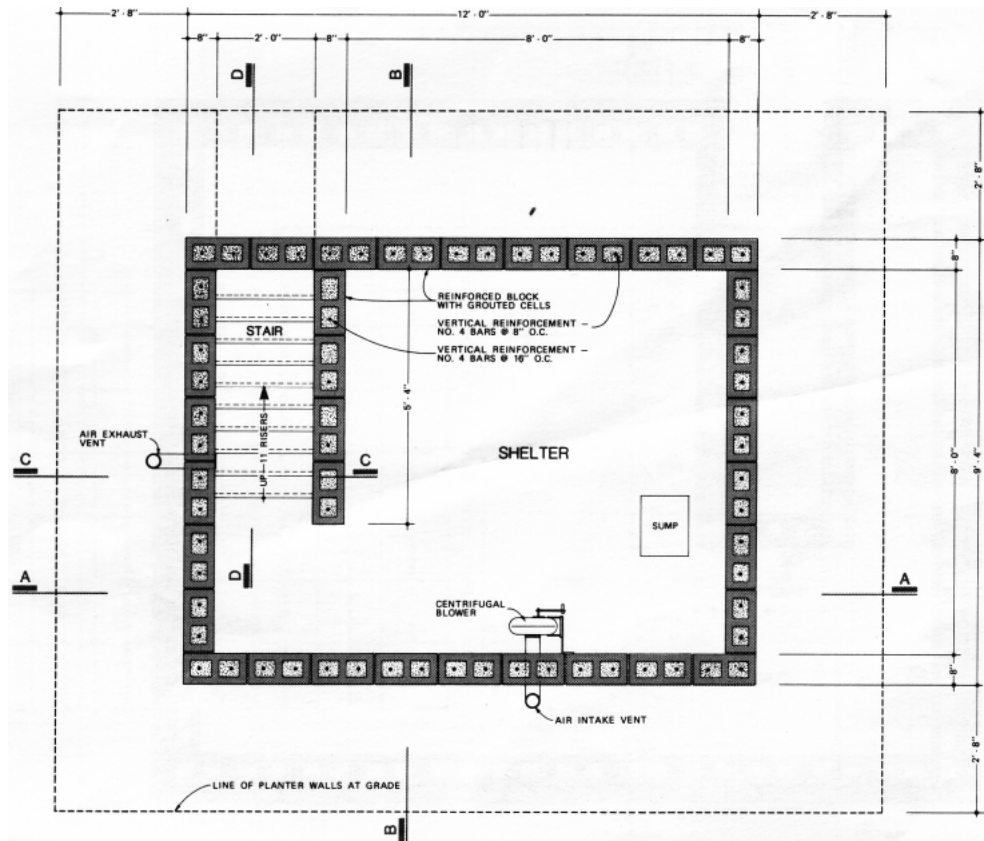 2' - 8"
12' - 0"
2' - 8"
8"
2' - 0"
8"
8' - 0"
8"
D
B
2' - 8"
8"
REINFORCED BLOCK
WITH GROUTED CELLS
VERTICAL REINFORCEMENT –
NO. 4 BARS @ 8" O.C.
STAIR
VERTICAL REINFORCEMENT –
NO. 4 BARS @ 16" O.C.
5' - 4"
AIR EXHAUST
VENT
UP – 11 RISERS
C
C
SHELTER
8' - 0"
9' - 4"
SUMP
A
D
A
CENTRIFUGAL
BLOWER
8"
AIR INTAKE VENT
2' - 8"
LINE OF PLANTER WALLS AT GRADE
B